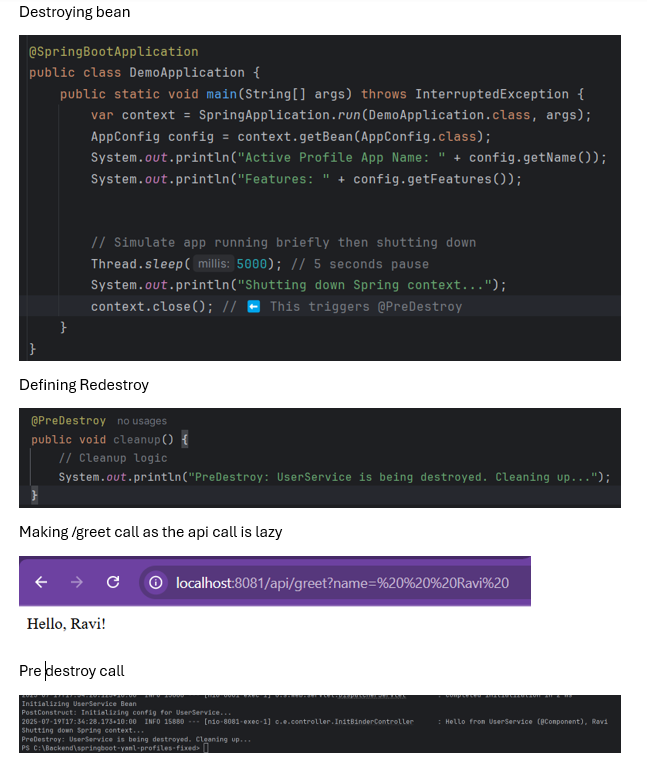 Destroying bean
@SpringBootApplication
public class DemoApplication {
public static void main(String[] args) throws InterruptedException {
var context = SpringApplication.run(DemoApplication.class, args);
AppConfig config = context.getBean(AppConfig.class);
System.out.println("Active Profile App Name: " + config.getName());
System.out.println("Features: " + config.getFeatures());
// Simulate app running briefly then shutting down
Thread.sleep( millis: 5000); // 5 seconds pause
System.out.println("Shutting down Spring context...");
context.close(); // ⬅ This triggers @PreDestroy
}
}
Defining Redestroy
@PreDestroy no usages
public void cleanup() {
// Cleanup logic
System.out.println("PreDestroy: UserService is being destroyed. Cleaning up...");
}
Making /greet call as the api call is lazy
localhost:8081/api/greet?name=%20%20%20Ravi%20
Hello, Ravi!
Pre destroy call
Initializing UserService Bean
PostConstruct: Initializing config for UserService...
2025-07-19T17:34:28.173+10:00 INFO 15880 --- [nio-8081-exec-1] c.e.controller.InitBinderController : Hello from UserService (@Component), Ravi
Shutting down Spring context...
PreDestroy: UserService is being destroyed. Cleaning up...
PS C:\Backend\springboot-yaml-profiles-fixed>